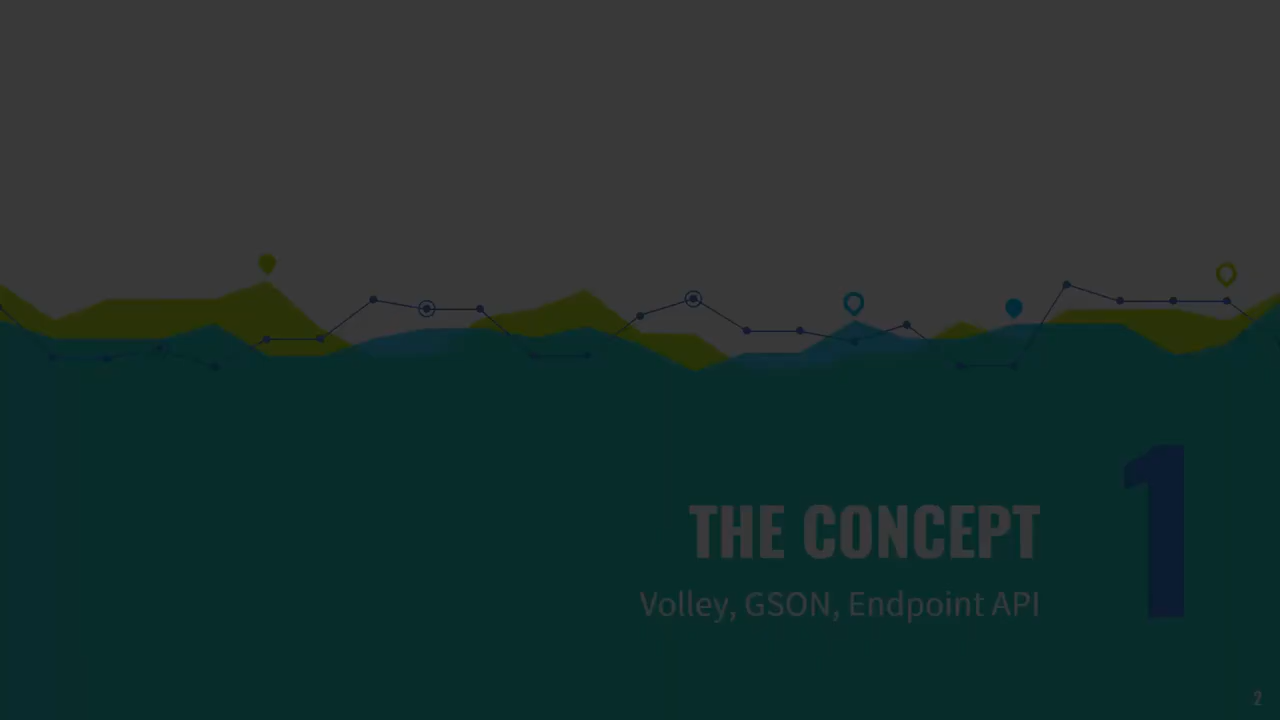 THE CONCEPT
1
Volley, GSON, Endpoint API
2